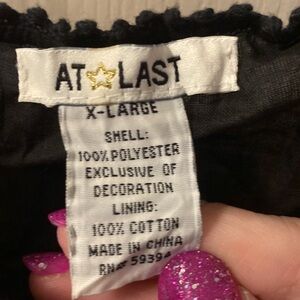 AT LAST
X-LARGE
SHELL:
100% POLYESTER
EXCLUSIVE OF
DECORATION
LINING:
100% COTTON
MADE IN CHINA
RN# 59394